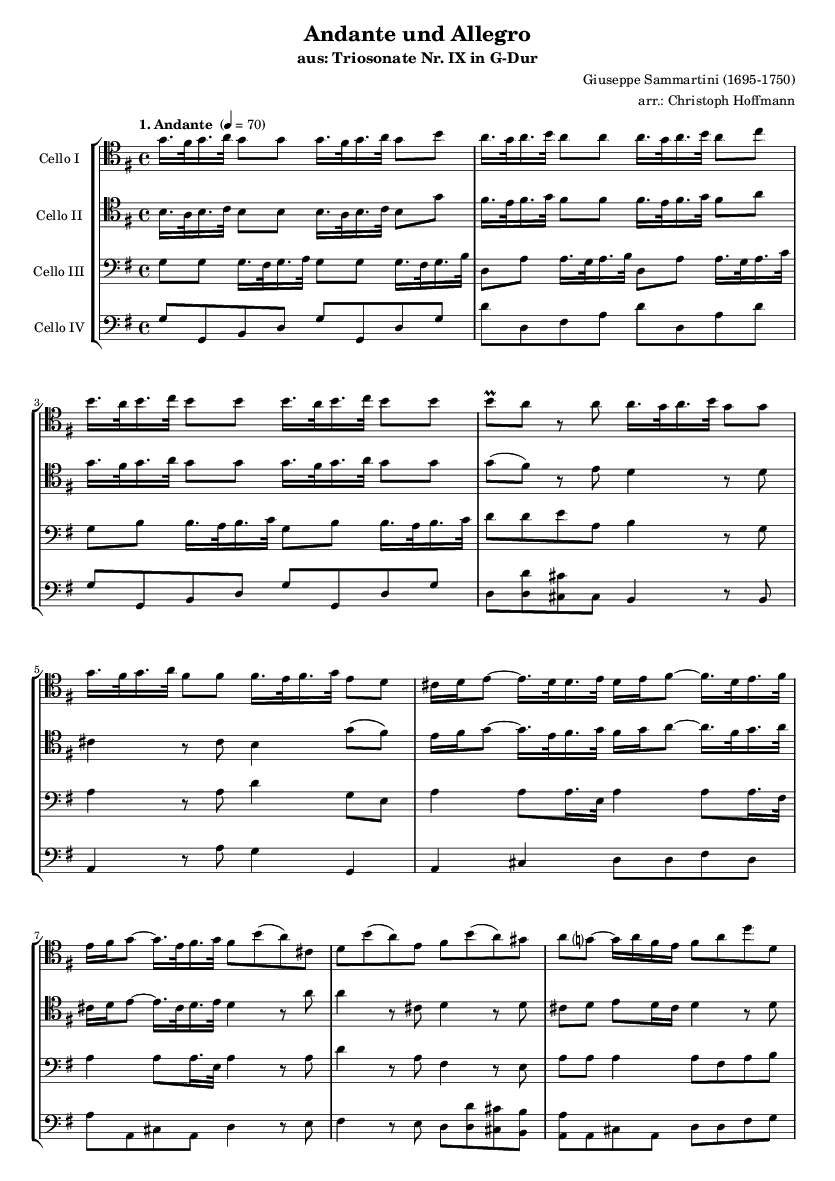 Andante und Allegro
aus: Triosonate Nr. IX in G-Dur
Giuseppe Sammartini (1695-1750)
arr.: Christoph Hoffmann
1. Andante (♩ = 70)
Cello I
Cello II
Cello III
Cello IV
3
5
7